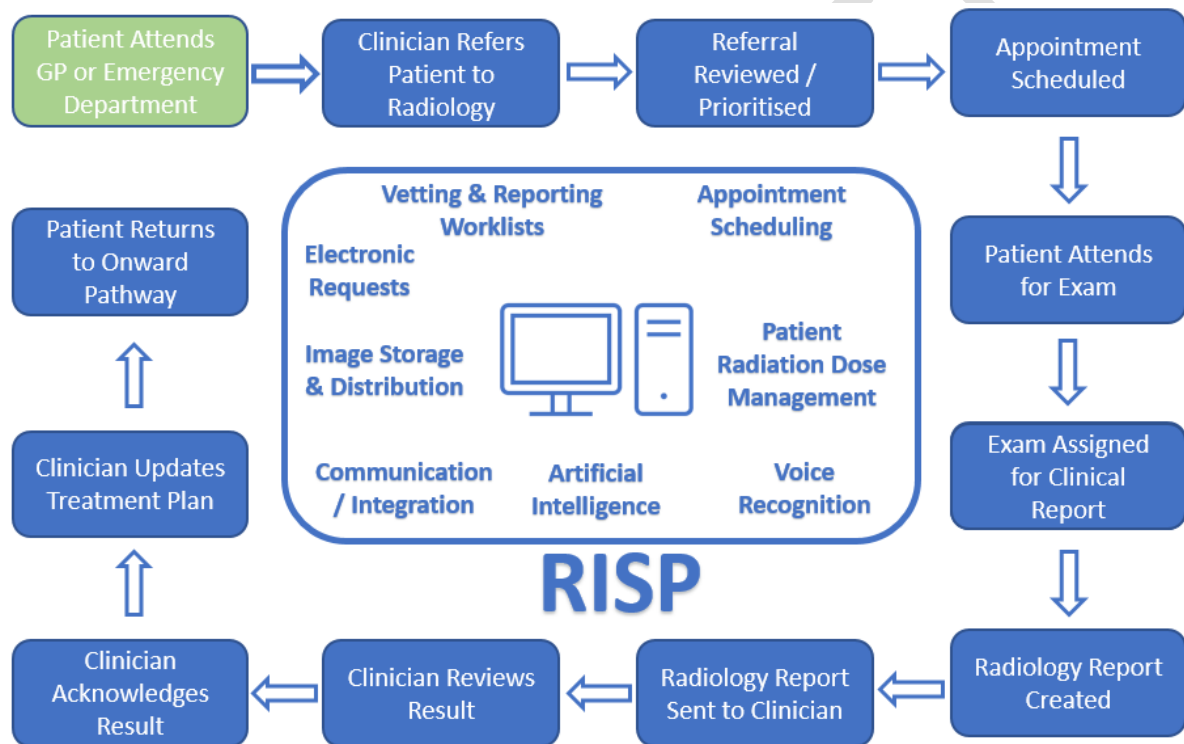 Patient Attends
GP or Emergency
Department
Clinician Refers
Patient to
Radiology
Referral
Reviewed /
Prioritised
Appointment
Scheduled
Patient Attends
for Exam
Exam Assigned
for Clinical
Report
Radiology Report
Created
Radiology Report
Sent to Clinician
Clinician Reviews
Result
Clinician
Acknowledges
Result
Clinician Updates
Treatment Plan
Patient Returns
to Onward
Pathway
Vetting & Reporting
Worklists
Appointment
Scheduling
Electronic
Requests
Image Storage
& Distribution
Patient
Radiation Dose
Management
Communication
/ Integration
Artificial
Intelligence
Voice
Recognition
RISP